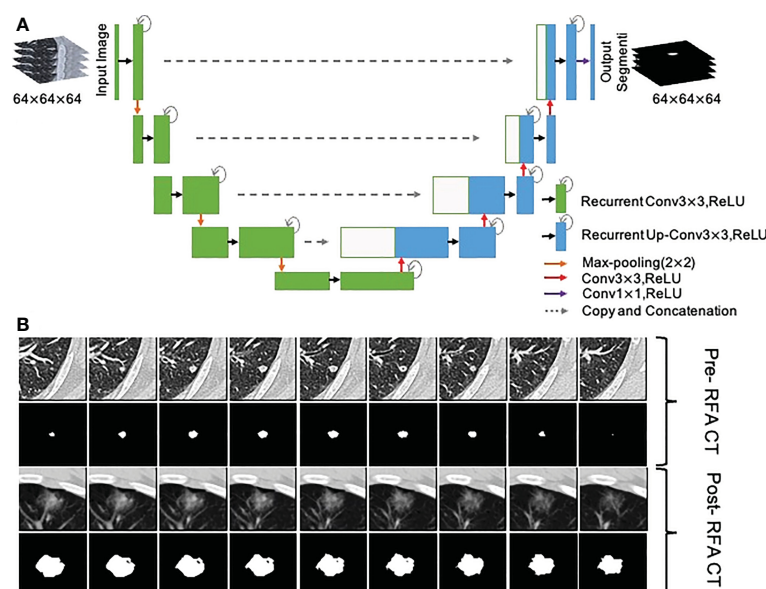 A
Input Image
64×64×64
Output
Segmenti
64×64×64
Recurrent Conv3×3,ReLU
Recurrent Up-Conv3×3,ReLU
Max-pooling(2×2)
Conv3×3,ReLU
Conv1×1,ReLU
Copy and Concatenation
B
Pre- RFA CT
Post- RFA CT